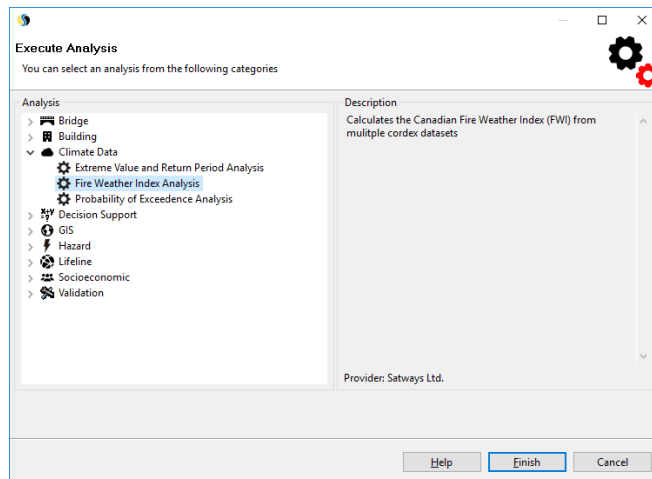 Execute Analysis
You can select an analysis from the following categories
Analysis
Bridge
Building
Climate Data
Extreme Value and Return Period Analysis
Fire Weather Index Analysis
Probability of Exceedence Analysis
Decision Support
GIS
Hazard
Lifeline
Socioeconomic
Validation
Description
Calculates the Canadian Fire Weather Index (FWI) from
mulitple cordex datasets
Provider: Satways Ltd.
Help Finish Cancel